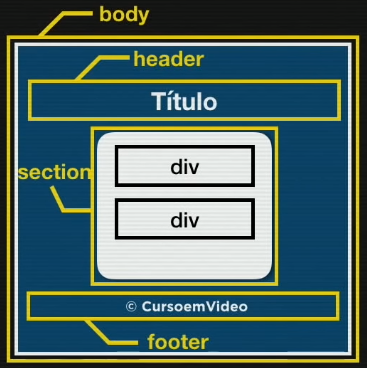 body
header
Título
section
div
div
© CursoemVideo
footer